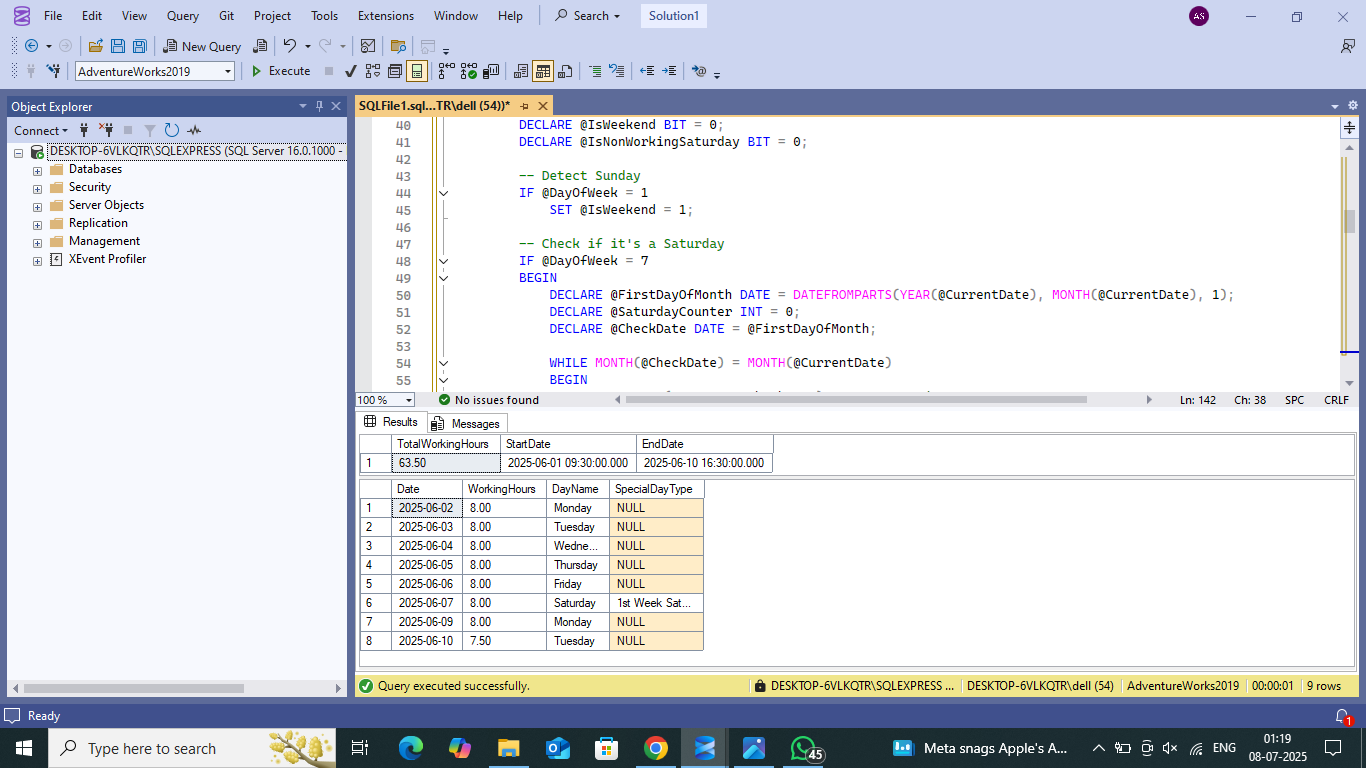 File Edit View Query Git Project Tools Extensions Window Help Search Solution1 AS
New Query
AdventureWorks2019 Execute
Object Explorer
Connect
DESKTOP-6VLKQTR\SQLEXPRESS (SQL Server 16.0.1000 -
Databases
Security
Server Objects
Replication
Management
XEvent Profiler
SQLFile1.sql...TR\dell (54))*
40 DECLARE @IsWeekend BIT = 0;
41 DECLARE @IsNonWorkingSaturday BIT = 0;
42
43 -- Detect Sunday
44 IF @DayOfWeek = 1
45 SET @IsWeekend = 1;
46
47 -- Check if it's a Saturday
48 IF @DayOfWeek = 7
49 BEGIN
50 DECLARE @FirstDayOfMonth DATE = DATEFROMPARTS(YEAR(@CurrentDate), MONTH(@CurrentDate), 1);
51 DECLARE @SaturdayCounter INT = 0;
52 DECLARE @CheckDate DATE = @FirstDayOfMonth;
53
54 WHILE MONTH(@CheckDate) = MONTH(@CurrentDate)
55 BEGIN
100 % No issues found Ln: 142 Ch: 38 SPC CRLF
Results Messages
TotalWorkingHours StartDate EndDate
1 63.50 2025-06-01 09:30:00.000 2025-06-10 16:30:00.000
Date WorkingHours DayName SpecialDayType
1 2025-06-02 8.00 Monday NULL
2 2025-06-03 8.00 Tuesday NULL
3 2025-06-04 8.00 Wedne... NULL
4 2025-06-05 8.00 Thursday NULL
5 2025-06-06 8.00 Friday NULL
6 2025-06-07 8.00 Saturday 1st Week Sat...
7 2025-06-09 8.00 Monday NULL
8 2025-06-10 7.50 Tuesday NULL
Query executed successfully. DESKTOP-6VLKQTR\SQLEXPRESS ... DESKTOP-6VLKQTR\dell (54) AdventureWorks2019 00:00:01 9 rows
Ready 1
Type here to search 45 Meta snags Apple's A... ENG 01:19
08-07-2025